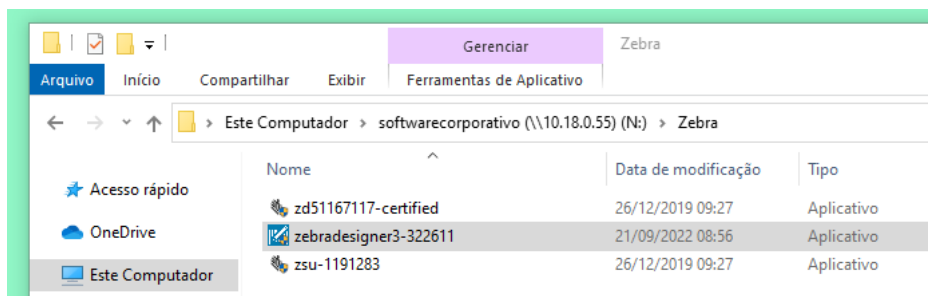 Gerenciar Zebra
Arquivo Início Compartilhar Exibir Ferramentas de Aplicativo
Este Computador > softwarecorporativo (\\10.18.0.55) (N:) > Zebra
Nome Data de modificação Tipo
Acesso rápido
zd51167117-certified 26/12/2019 09:27 Aplicativo
OneDrive
zebradesigner3-322611 21/09/2022 08:56 Aplicativo
Este Computador
zsu-1191283 26/12/2019 09:27 Aplicativo